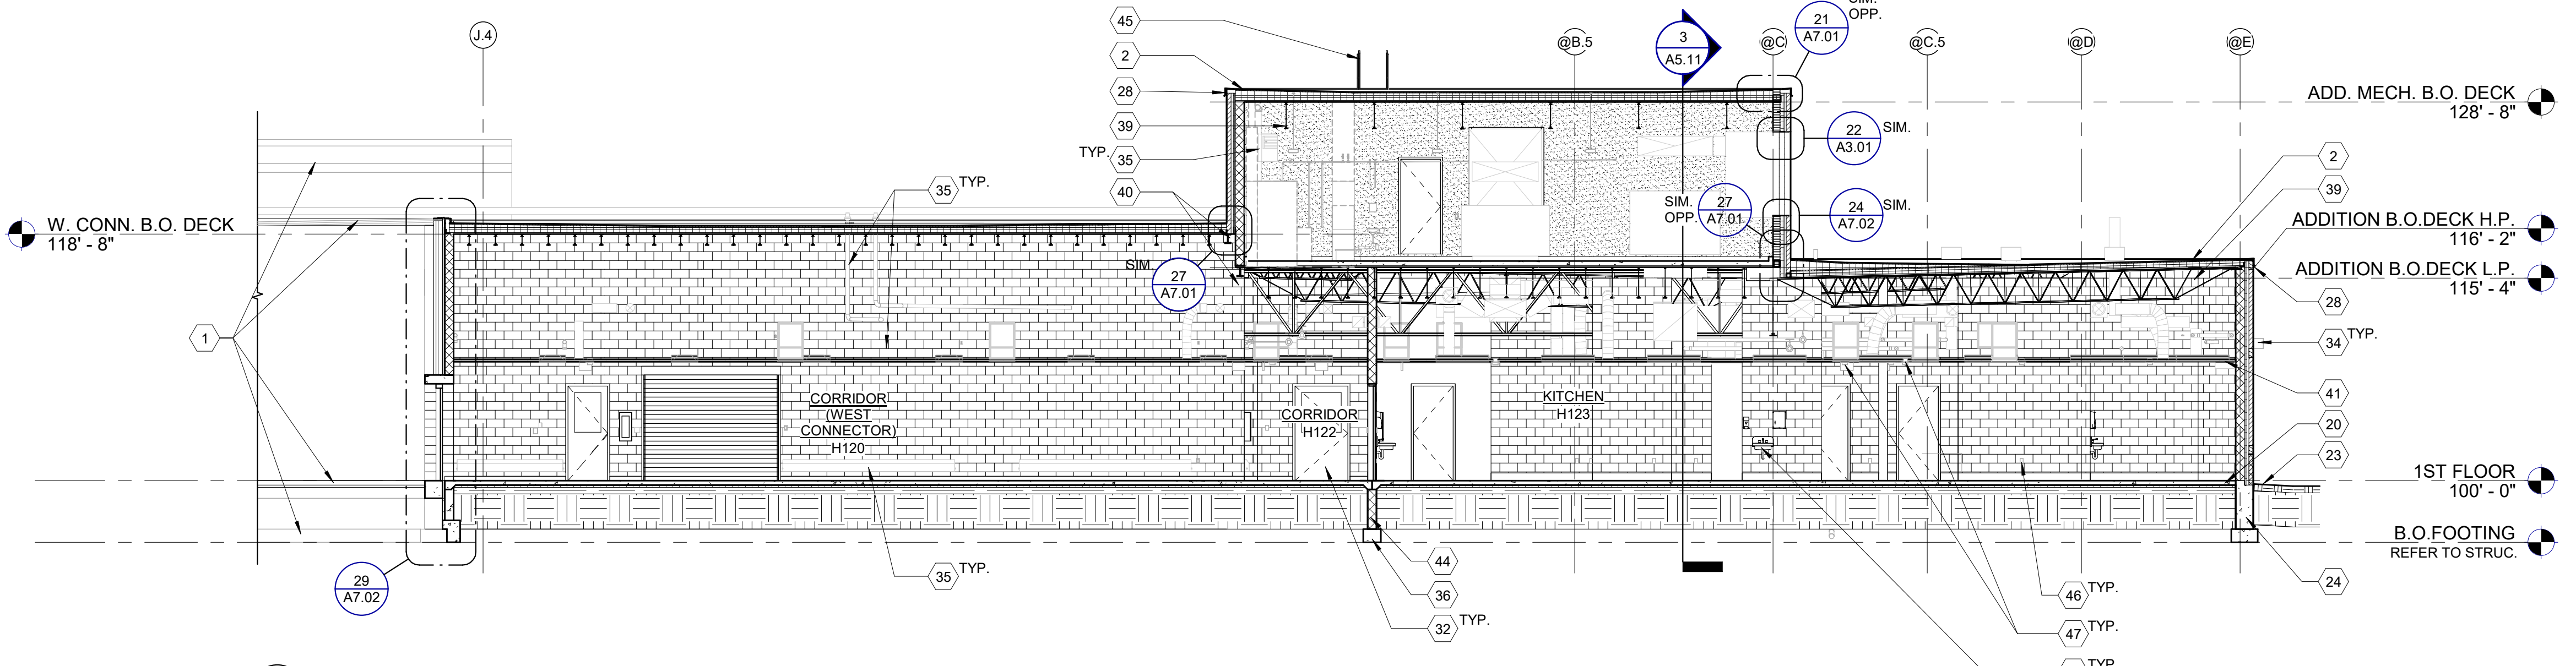 SIM.
OPP.
21
A7.01
45
J.4
3
A5.11
@B.5
@C
@C.5
@D
@E
2
28
39
TYP. 35
40
ADD. MECH. B.O. DECK
128' - 8"
22
A3.01
SIM.
2
39
35 TYP.
W. CONN. B.O. DECK
118' - 8"
SIM.
OPP.
27
A7.01
24
A7.02
SIM.
ADDITION B.O.DECK H.P.
116' - 2"
SIM.
27
A7.01
ADDITION B.O.DECK L.P.
115' - 4"
28
1
34 TYP.
41
CORRIDOR
(WEST
CONNECTOR)
H120
CORRIDOR
H122
KITCHEN
H123
20
23
1ST FLOOR
100' - 0"
B.O.FOOTING
REFER TO STRUC.
29
A7.02
35 TYP.
44
36
32 TYP.
46 TYP.
47 TYP.
24
TYP.